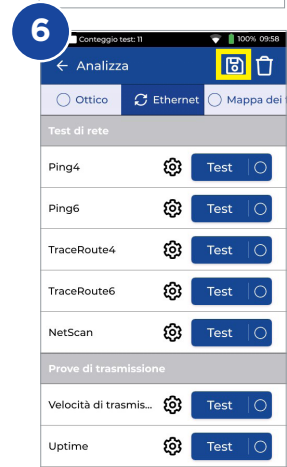 6
Conteggio test: 11 100% 09:58
← Analizza
Ottico Ethernet Mappa dei
Test di rete
Ping4 Test
Ping6 Test
TraceRoute4 Test
TraceRoute6 Test
NetScan Test
Prove di trasmissione
Velocità di trasmis... Test
Uptime Test